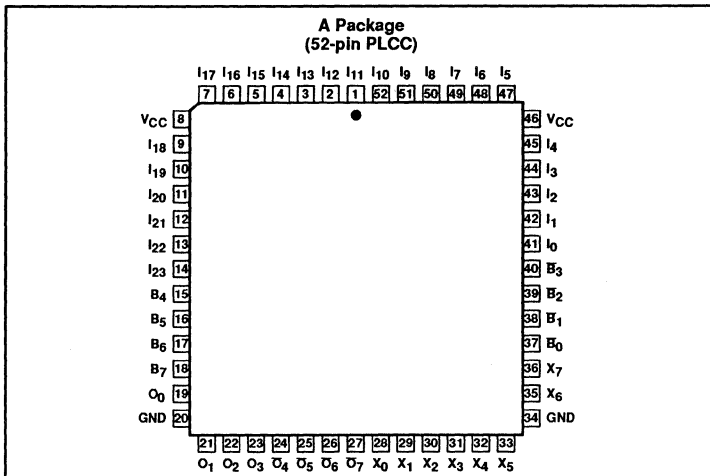 A Package
(52-pin PLCC)
I17 I16 I15 I14 I13 I12 I11 I10 I9 I8 I7 I6 I5
7 6 5 4 3 2 1 52 51 50 49 48 47
VCC 8 46 VCC
I18 9 45 I4
I19 10 44 I3
I20 11 43 I2
I21 12 42 I1
I22 13 41 I0
I23 14 40 B̅3
B4 15 39 B̅2
B5 16 38 B̅1
B6 17 37 B̅0
B7 18 36 X7
O0 19 35 X6
GND 20 34 GND
21 22 23 24 25 26 27 28 29 30 31 32 33
O1 O2 O3 O̅4 O̅5 O̅6 O̅7 X0 X1 X2 X3 X4 X5